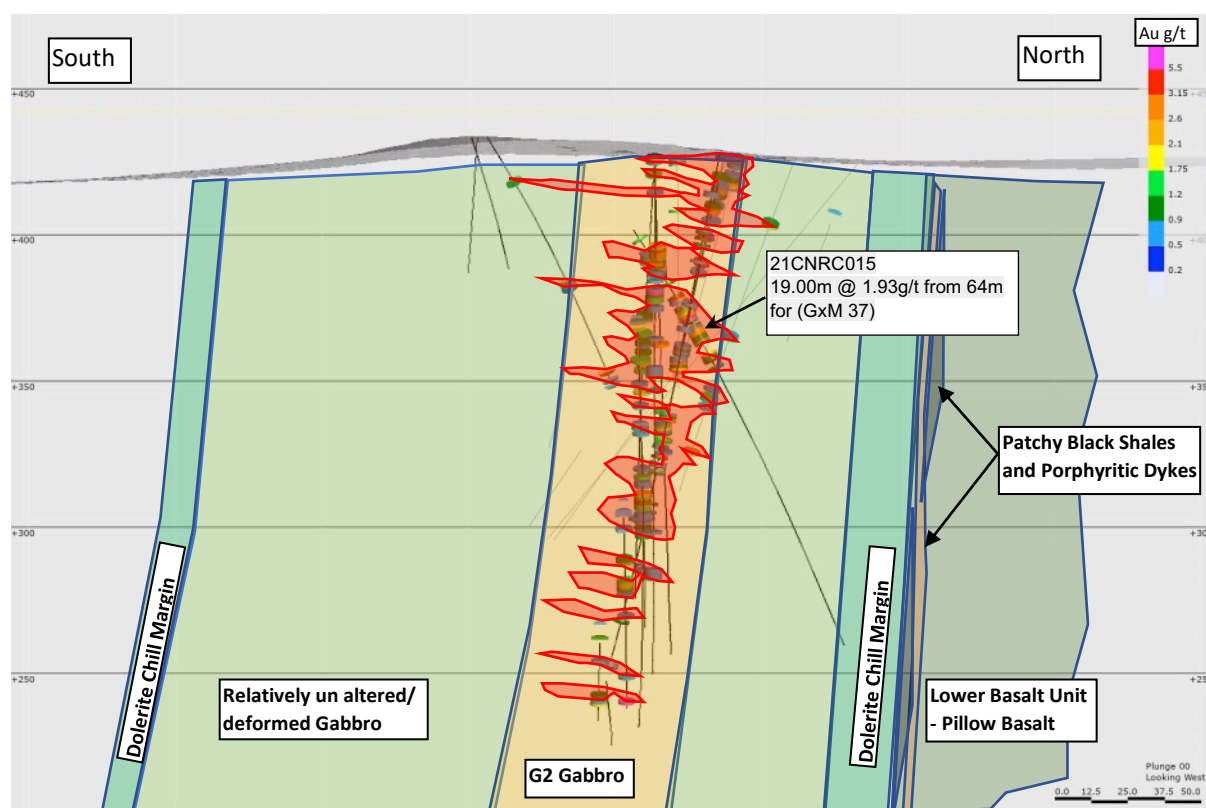 South
North
Au g/t
5.5
3.15
2.6
2.1
1.75
1.2
0.9
0.5
0.2
+450
+400
+350
+300
+250
21CNRC015
19.00m @ 1.93g/t from 64m
for (GxM 37)
Patchy Black Shales
and Porphyritic Dykes
Dolerite Chill Margin
Relatively un altered/
deformed Gabbro
G2 Gabbro
Dolerite Chill Margin
Lower Basalt Unit
- Pillow Basalt
Plunge 00
Looking West
0.0 12.5 25.0 37.5 50.0